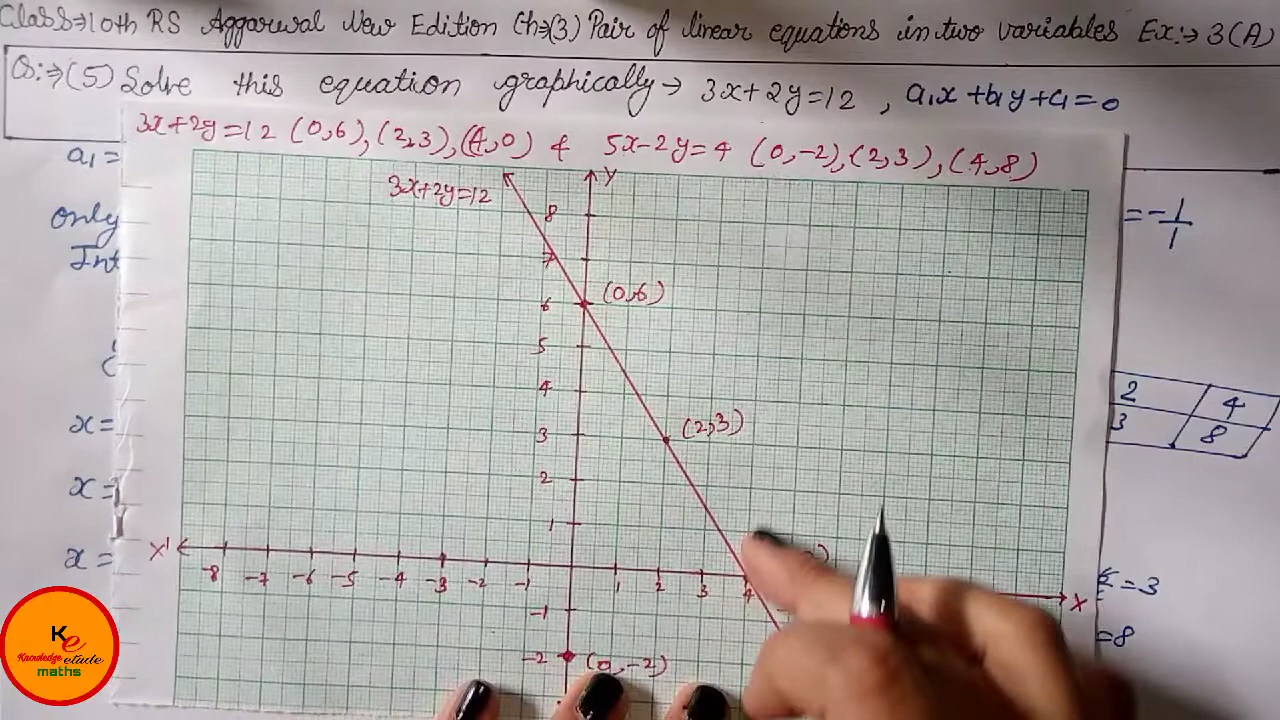 Class⇒10th RS Aggarwal New Edition Ch⇒(3) Pair of linear equations in two variables Ex:⇒ 3(A)
Q:⇒(5) Solve this equation graphically→ 3x+2y=12 , a₁x+b₁y+c₁=0
3x+2y=12 (0,6),(2,3),(4,0) & 5x-2y=4 (0,-2),(2,3),(4,8)
a₁=
3x+2y=12
Y
8
only
= -1/1
Int
7
6
(0,6)
5
4
2
4
3
8
x=
3
(2,3)
2
x=
1
X'
-8 -7 -6 -5 -4 -3 -2 -1 1 2 3 4
X
x=
=3
-1
=8
-2
(0,-2)
Ke
Knowledge etade
maths